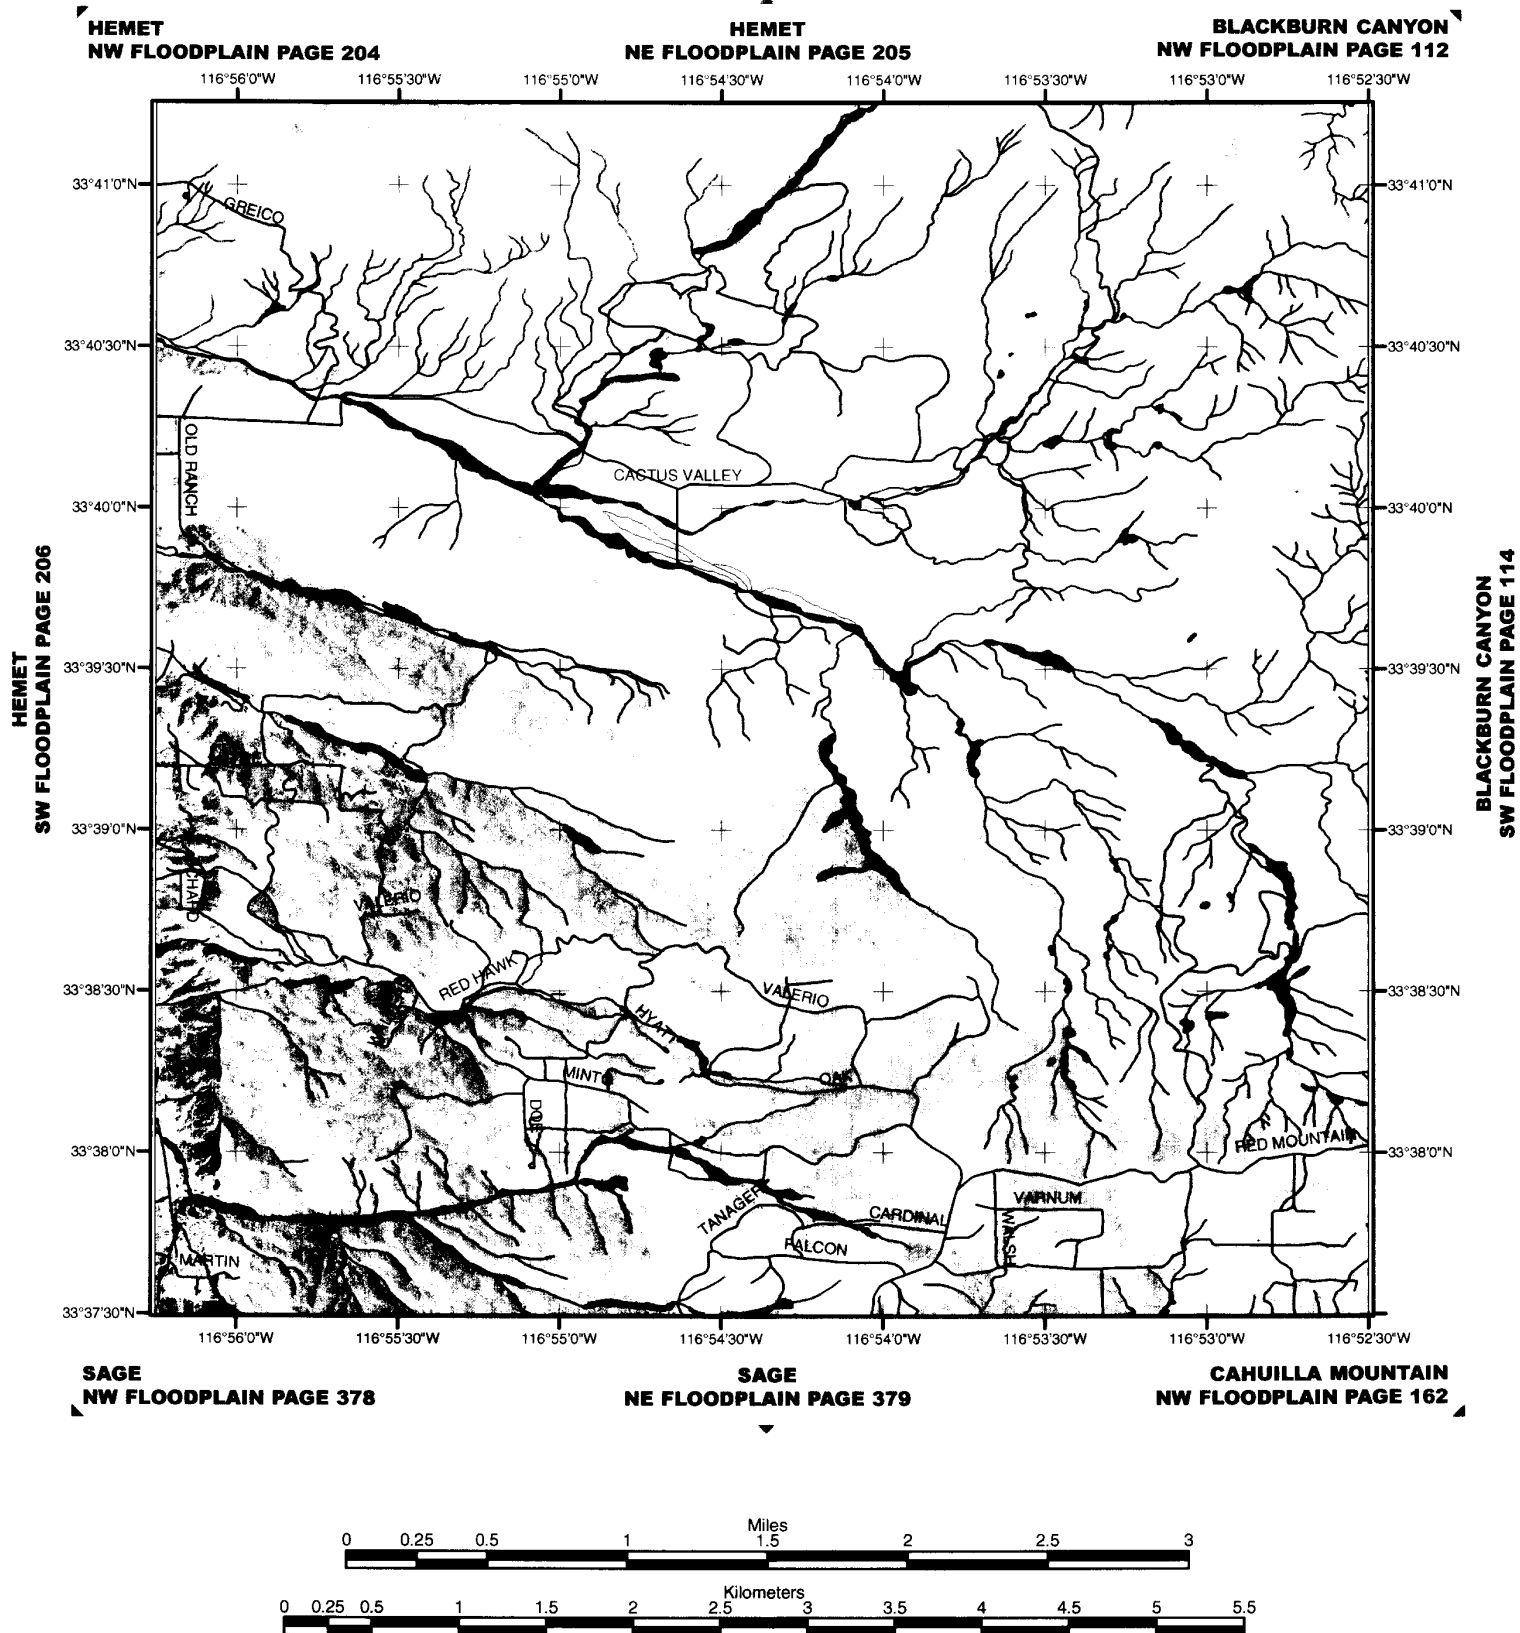 HEMET
NW FLOODPLAIN PAGE 204
HEMET
NE FLOODPLAIN PAGE 205
BLACKBURN CANYON
NW FLOODPLAIN PAGE 112
116°56'0"W 116°55'30"W 116°55'0"W 116°54'30"W 116°54'0"W 116°53'30"W 116°53'0"W 116°52'30"W
33°41'0"N 33°41'0"N
GREICO
33°40'30"N 33°40'30"N
OLD RANCH
CACTUS VALLEY
33°40'0"N 33°40'0"N
HEMET
SW FLOODPLAIN PAGE 206
BLACKBURN CANYON
SW FLOODPLAIN PAGE 114
33°39'30"N 33°39'30"N
33°39'0"N 33°39'0"N
VALERIO
RED HAWK
33°38'30"N 33°38'30"N
VALERIO
HYATT
MINTO
OAK
DOE
RED MOUNTAIN
33°38'0"N 33°38'0"N
TANAGER
CARDINAL
VARNUM
WALSH
FALCON
MARTIN
33°37'30"N 33°37'30"N
116°56'0"W 116°55'30"W 116°55'0"W 116°54'30"W 116°54'0"W 116°53'30"W 116°53'0"W 116°52'30"W
SAGE
NW FLOODPLAIN PAGE 378
SAGE
NE FLOODPLAIN PAGE 379
CAHUILLA MOUNTAIN
NW FLOODPLAIN PAGE 162
Miles
0 0.25 0.5 1 1.5 2 2.5 3
Kilometers
0 0.25 0.5 1 1.5 2 2.5 3 3.5 4 4.5 5 5.5